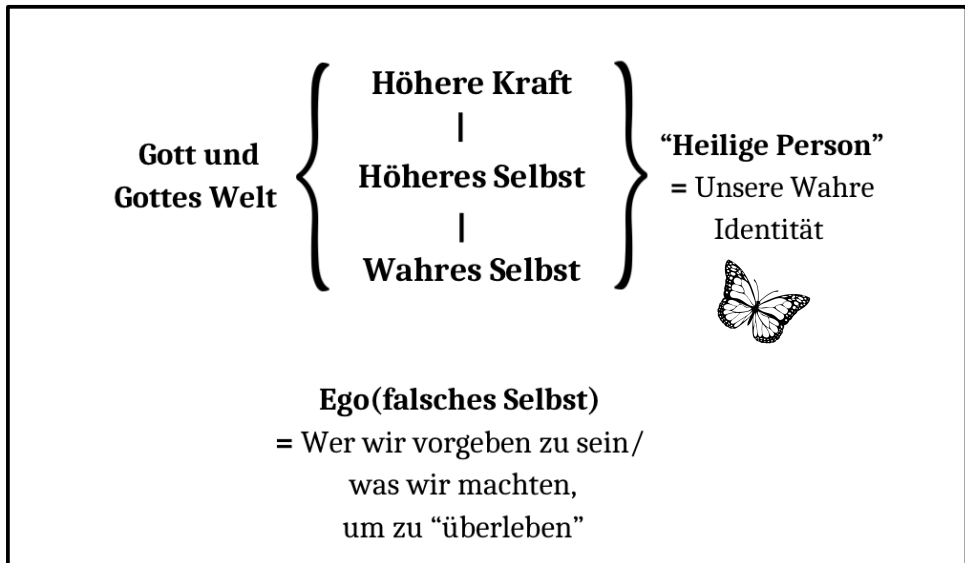 Höhere Kraft
|
Gott und
Gottes Welt
Höheres Selbst
|
Wahres Selbst
“Heilige Person”
= Unsere Wahre
Identität
Ego(falsches Selbst)
= Wer wir vorgeben zu sein/
was wir machten,
um zu “überleben”